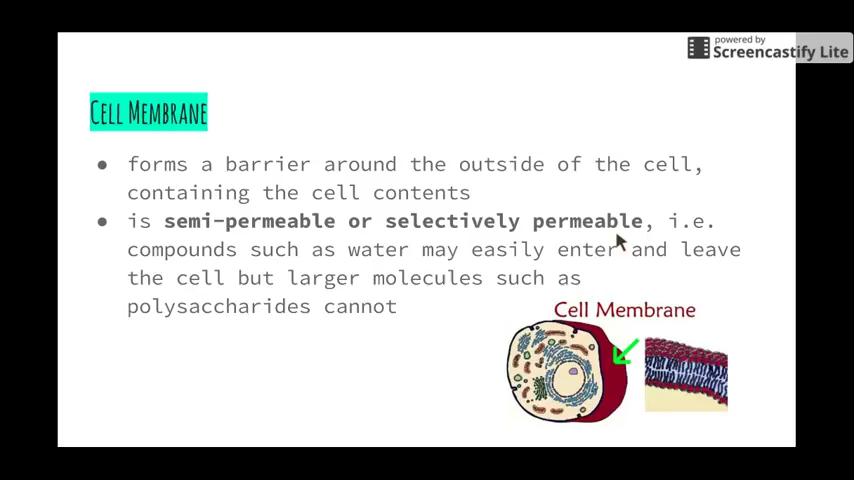 powered by
Screencastify Lite
Cell Membrane
● forms a barrier around the outside of the cell,
containing the cell contents
● is semi-permeable or selectively permeable, i.e.
compounds such as water may easily enter and leave
the cell but larger molecules such as
polysaccharides cannot
Cell Membrane